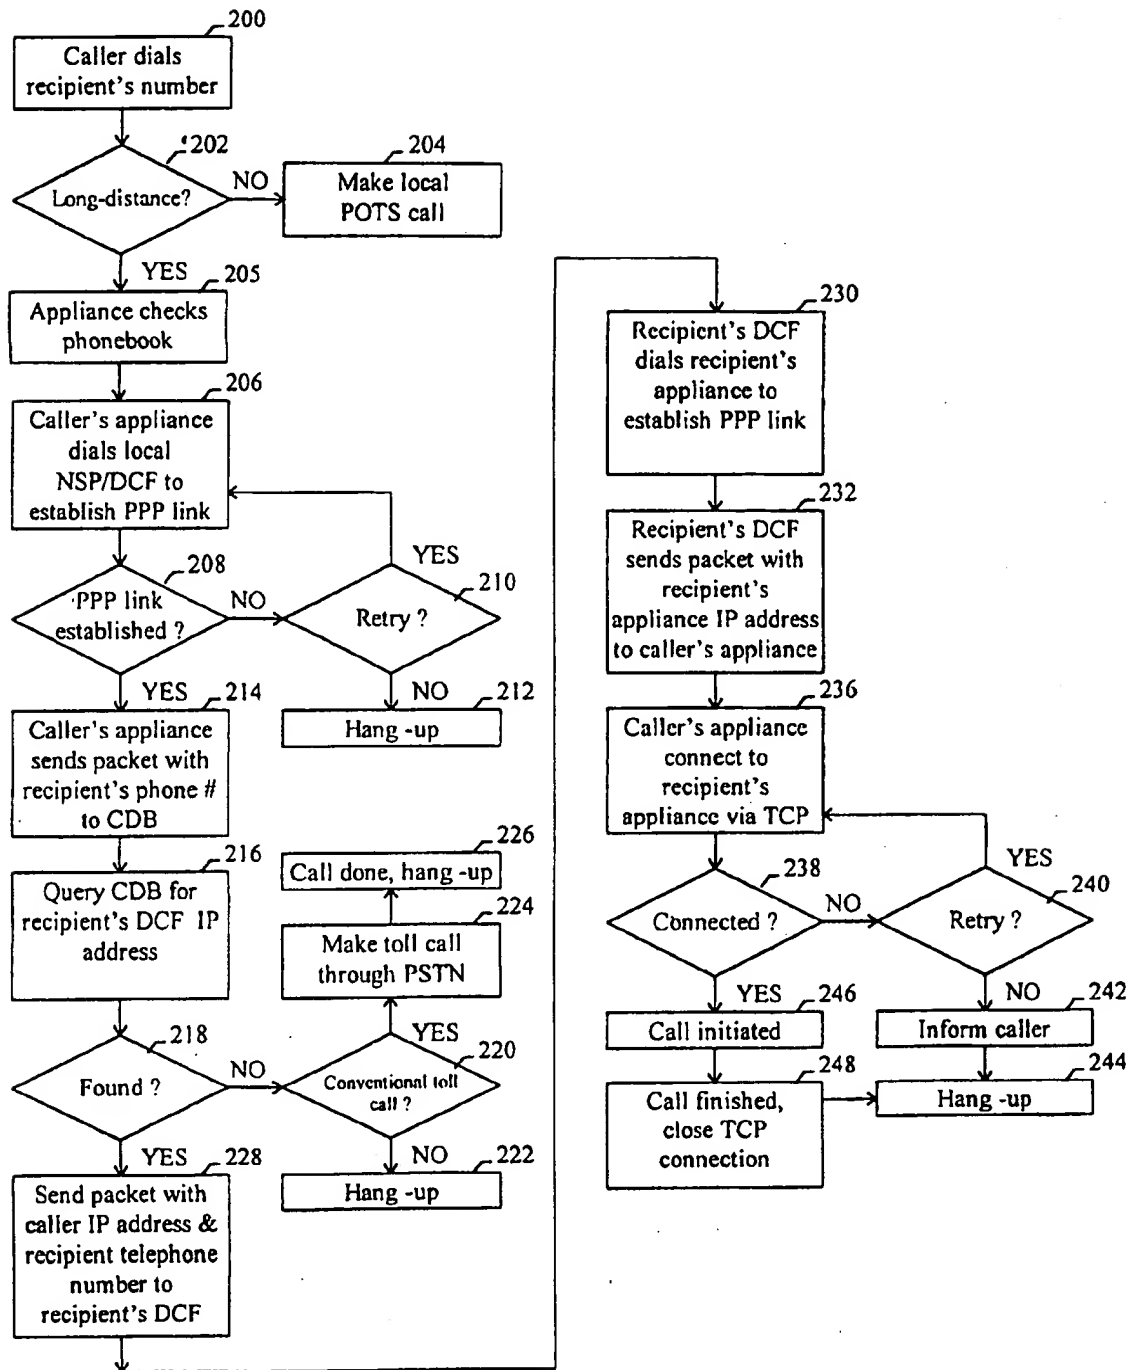 200
Caller dials
recipient's number
202
Long-distance?
NO
204
Make local
POTS call
YES
205
Appliance checks
phonebook
206
Caller's appliance
dials local
NSP/DCF to
establish PPP link
208
PPP link
established ?
NO
YES
210
Retry ?
NO
212
Hang -up
YES
214
Caller's appliance
sends packet with
recipient's phone #
to CDB
216
Query CDB for
recipient's DCF IP
address
226
Call done, hang -up
224
Make toll call
through PSTN
218
Found ?
NO
YES
220
Conventional toll
call ?
NO
222
Hang -up
YES
228
Send packet with
caller IP address &
recipient telephone
number to
recipient's DCF
230
Recipient's DCF
dials recipient's
appliance to
establish PPP link
232
Recipient's DCF
sends packet with
recipient's
appliance IP address
to caller's appliance
236
Caller's appliance
connect to
recipient's
appliance via TCP
238
Connected ?
NO
YES
240
Retry ?
YES
246
Call initiated
NO
242
Inform caller
248
Call finished,
close TCP
connection
244
Hang -up